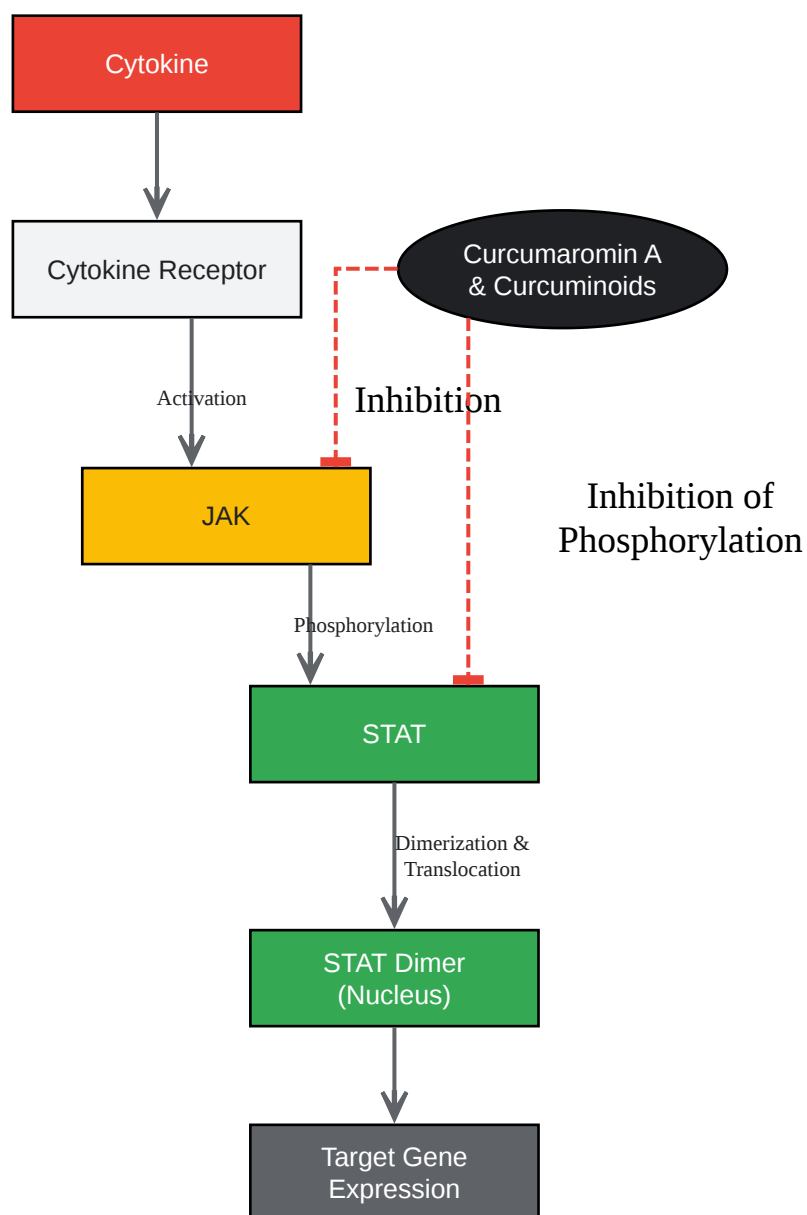 Cytokine
Cytokine Receptor
Curcumaromin A
& Curcuminoids
Activation
Inhibition
JAK
Inhibition of
Phosphorylation
Phosphorylation
STAT
Dimerization &
Translocation
STAT Dimer
(Nucleus)
Target Gene
Expression